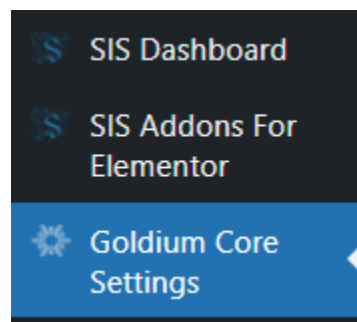 SIS Dashboard
SIS Addons For
Elementor
Goldium Core
Settings